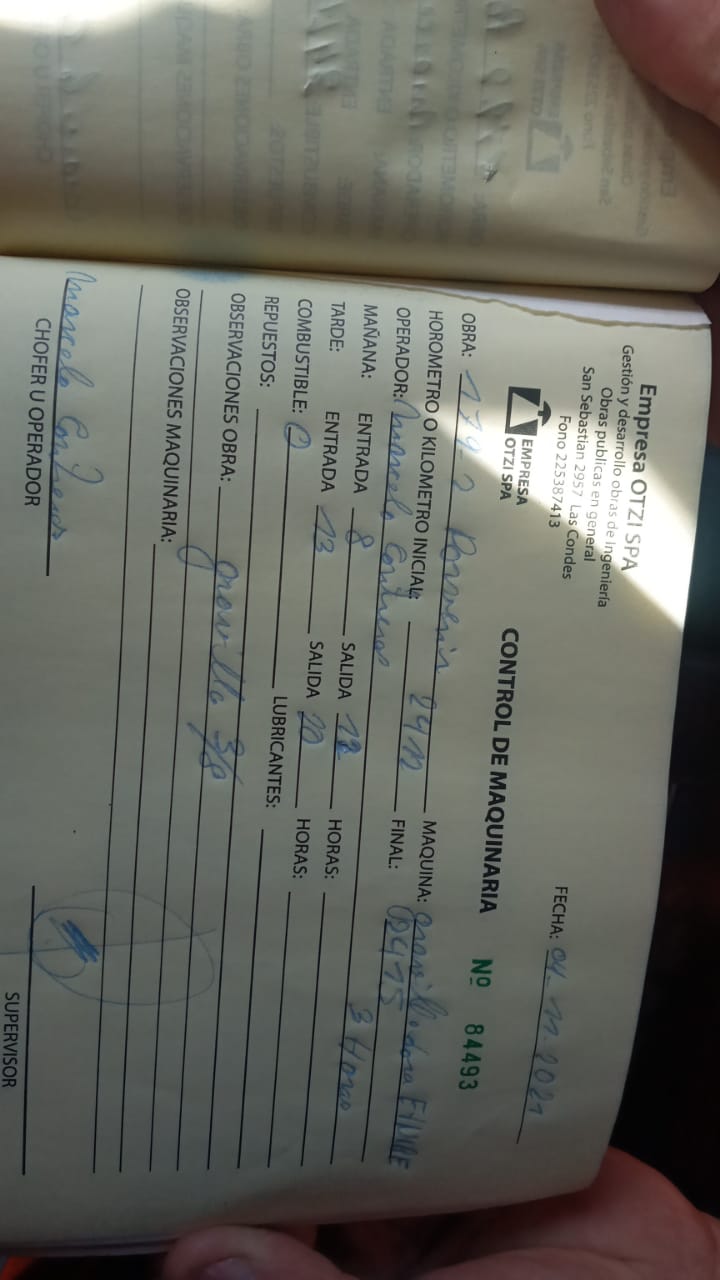 Empresa OTZI SPA
Gestión y desarrollo obras de Ingeniería
Obras publicas en general
San Sebastian 2957 Las Condes
Fono 225387413
EMPRESA
OTZI SPA
FECHA: 04-11-2021
CONTROL DE MAQUINARIA Nº 84493
OBRA: 179-2 Porvenir MAQUINA: gravilladora
HOROMETRO O KILOMETRO INICIAL: 2412 FINAL: 02415
OPERADOR: Marcelo Contreras 3 Horas
MAÑANA: ENTRADA 8 SALIDA 12 HORAS:
TARDE: ENTRADA 13 SALIDA 20 HORAS:
COMBUSTIBLE: 0 LUBRICANTES:
REPUESTOS:
OBSERVACIONES OBRA: gravilla 3/8
OBSERVACIONES MAQUINARIA:
Marcelo Contreras
CHOFER U OPERADOR
SUPERVISOR